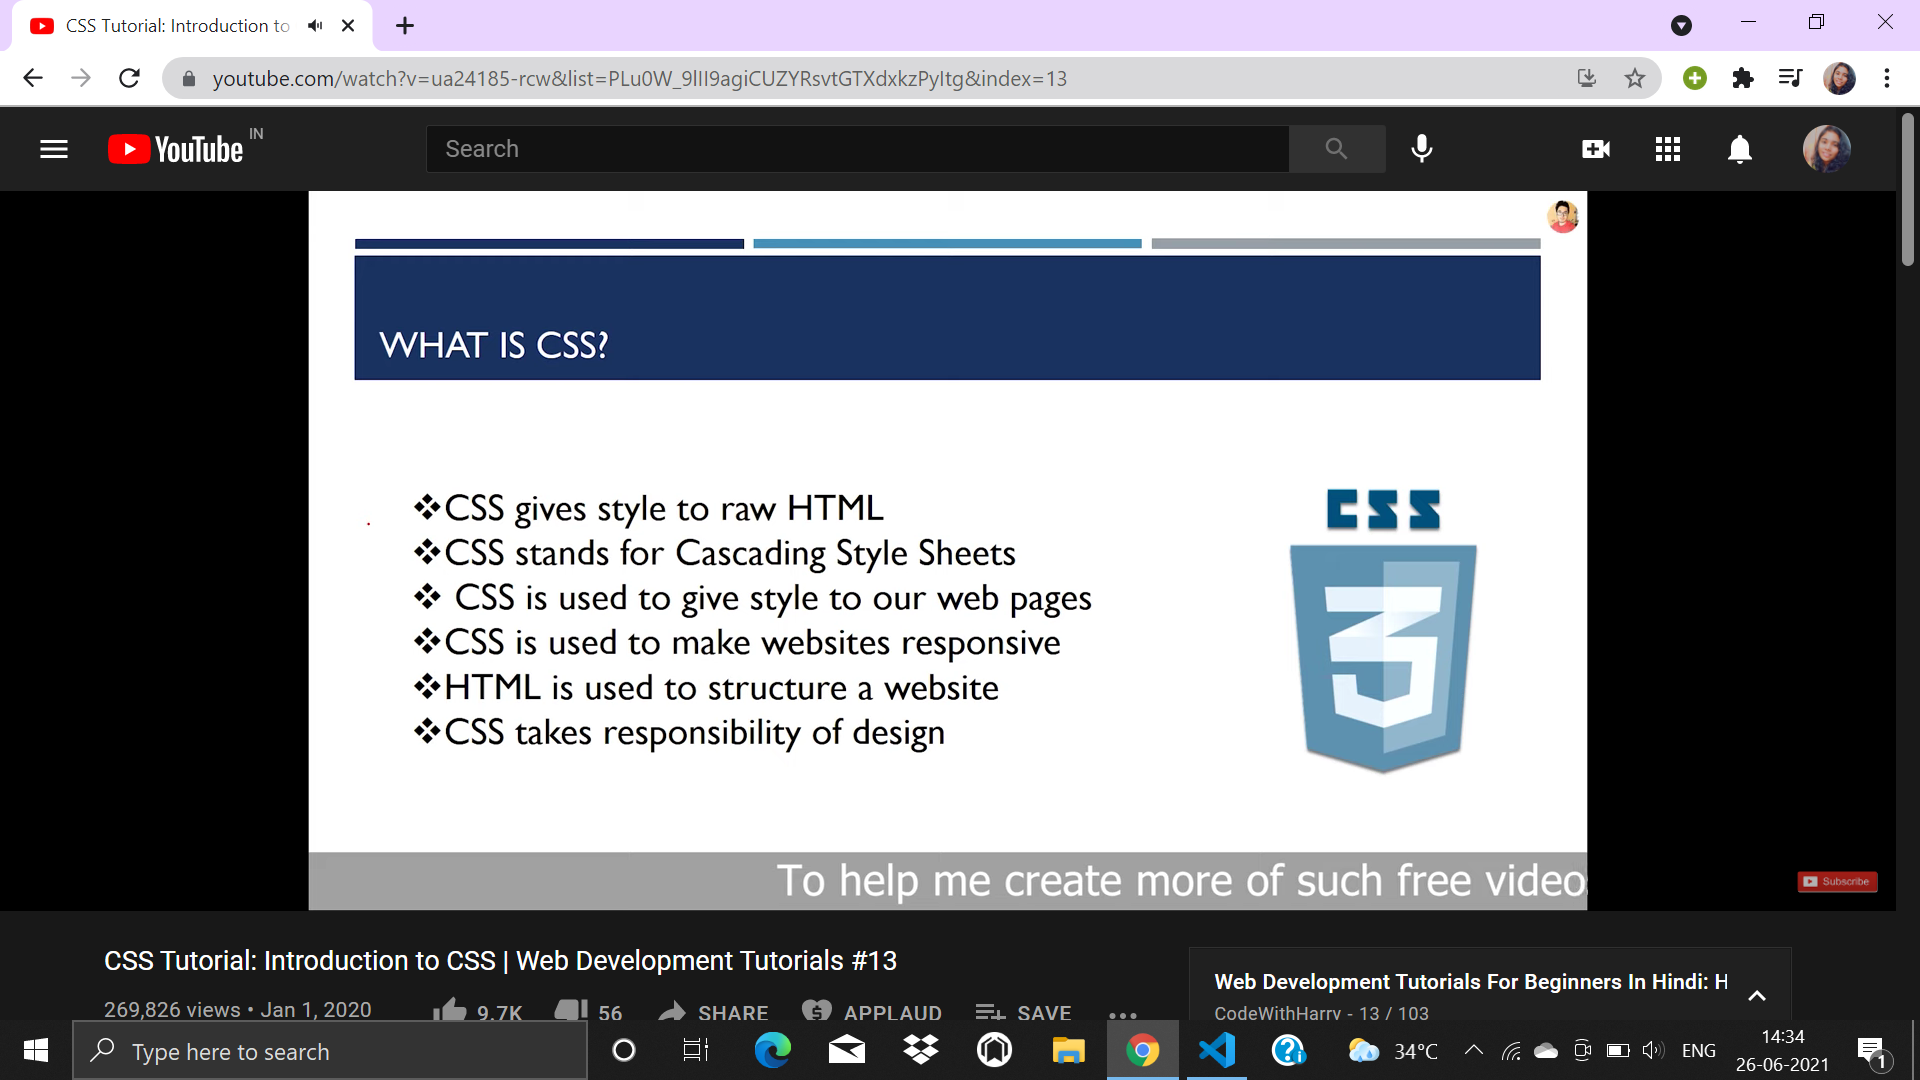 CSS Tutorial: Introduction to
youtube.com/watch?v=ua24185-rcw&list=PLu0W_9lII9agiCUZYRsvtGTXdxkzPyItg&index=13
YouTube IN
Search
WHAT IS CSS?
❖CSS gives style to raw HTML
❖CSS stands for Cascading Style Sheets
❖ CSS is used to give style to our web pages
❖CSS is used to make websites responsive
❖HTML is used to structure a website
❖CSS takes responsibility of design
CSS
3
To help me create more of such free video
Subscribe
CSS Tutorial: Introduction to CSS | Web Development Tutorials #13
269,826 views • Jan 1, 2020
9.7K
56
SHARE
APPLAUD
SAVE
Web Development Tutorials For Beginners In Hindi: H
CodeWithHarry - 13 / 103
Type here to search
34°C
ENG
14:34
26-06-2021
1